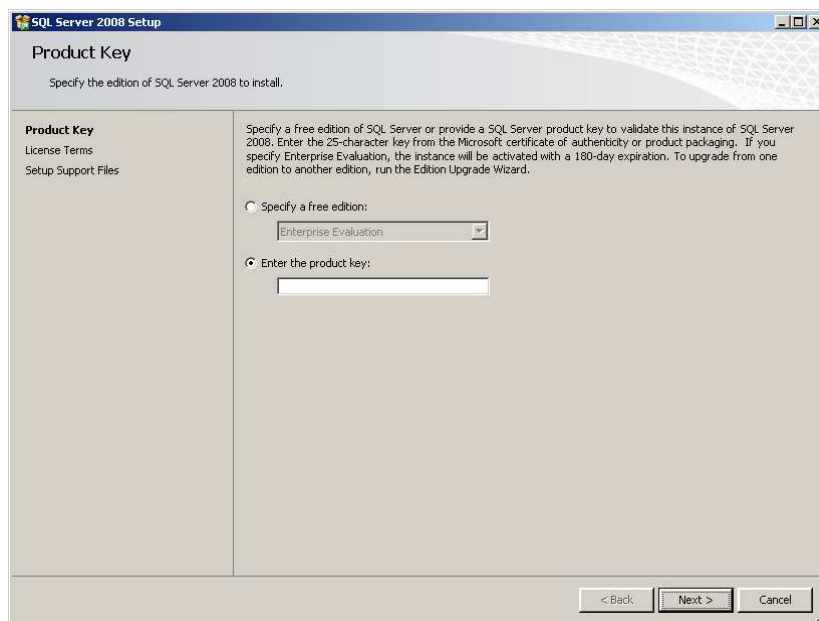 SQL Server 2008 Setup
Product Key
Specify the edition of SQL Server 2008 to install.
Product Key
License Terms
Setup Support Files
Specify a free edition of SQL Server or provide a SQL Server product key to validate this instance of SQL Server
2008. Enter the 25-character key from the Microsoft certificate of authenticity or product packaging. If you
specify Enterprise Evaluation, the instance will be activated with a 180-day expiration. To upgrade from one
edition to another edition, run the Edition Upgrade Wizard.
Specify a free edition:
Enterprise Evaluation
Enter the product key:
< Back
Next >
Cancel